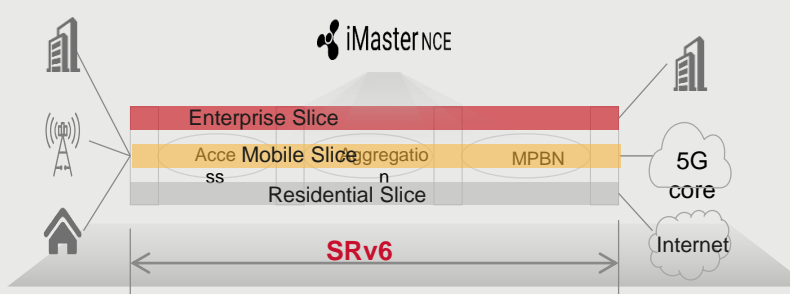 iMaster NCE
Enterprise Slice
Acce
ss
Mobile Slice
Aggregatio
n
MPBN
5G
core
Residential Slice
SRv6
Internet